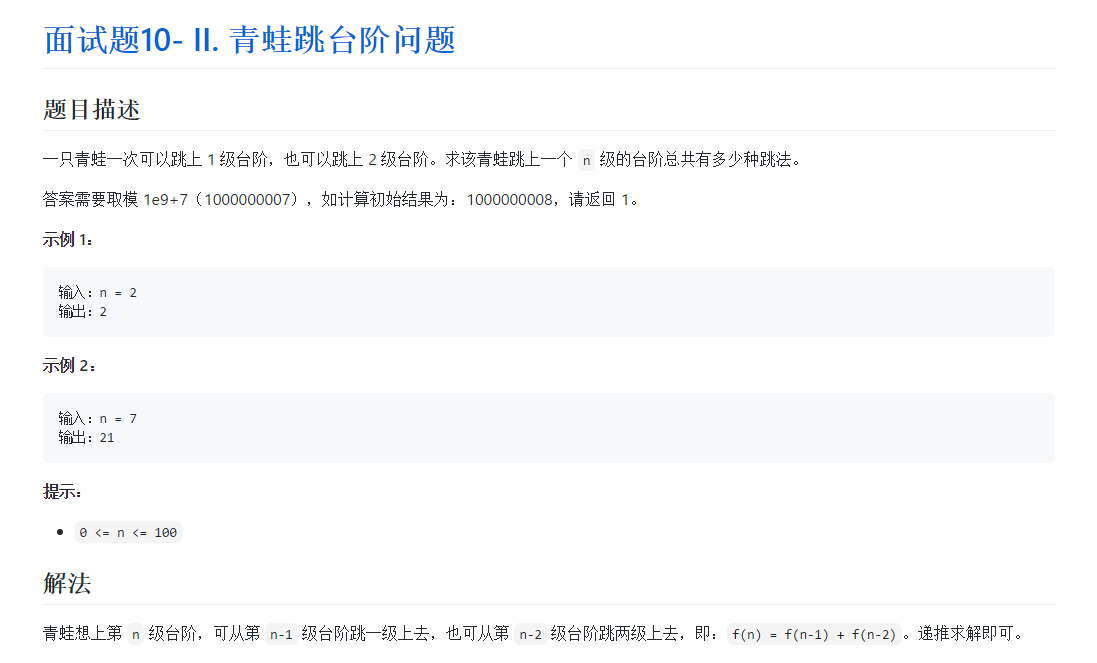 面试题10- II. 青蛙跳台阶问题
题目描述
一只青蛙一次可以跳上 1 级台阶，也可以跳上 2 级台阶。求该青蛙跳上一个 n 级的台阶总共有多少种跳法。
答案需要取模 1e9+7（1000000007），如计算初始结果为：1000000008，请返回 1。
示例 1：
输入：n = 2
输出：2
示例 2：
输入：n = 7
输出：21
提示：
• 0 <= n <= 100
解法
青蛙想上第 n 级台阶，可从第 n-1 级台阶跳一级上去，也可从第 n-2 级台阶跳两级上去，即： f(n) = f(n-1) + f(n-2) 。递推求解即可。